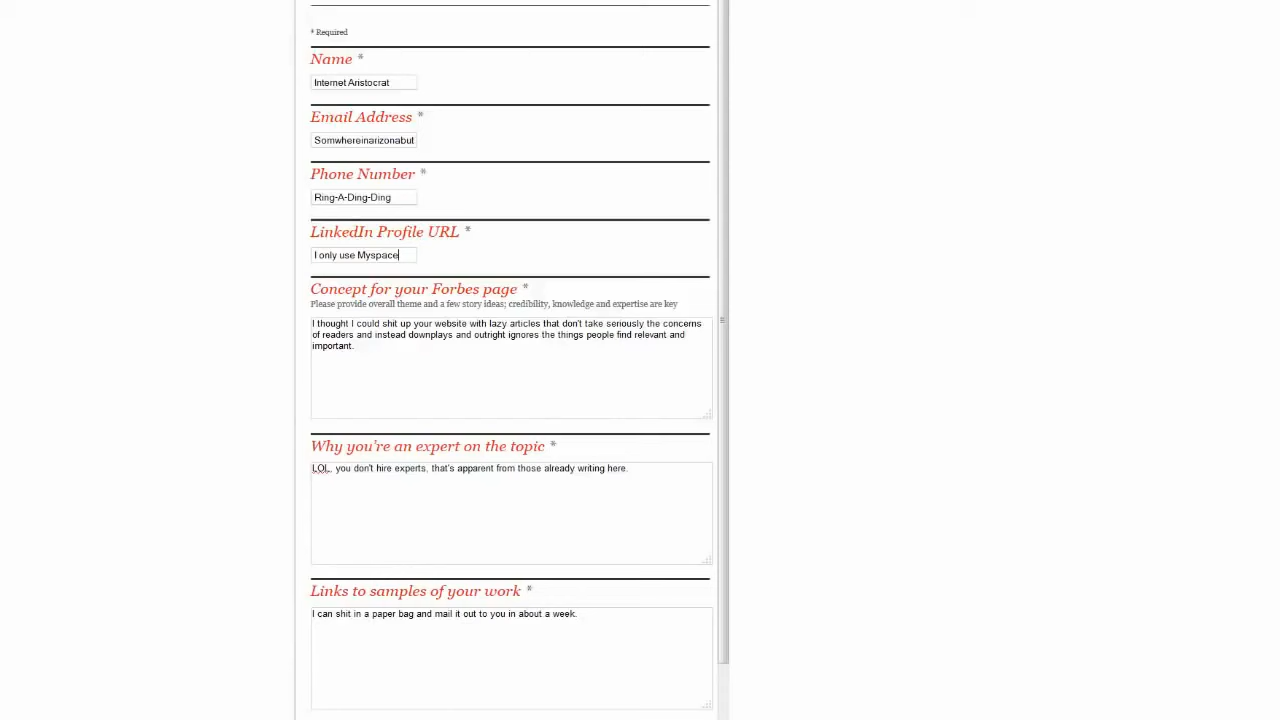 * Required
Name *
Internet Aristocrat
Email Address *
Somwhereinarizonabut
Phone Number *
Ring-A-Ding-Ding
LinkedIn Profile URL *
I only use Myspace
Concept for your Forbes page *
Please provide overall theme and a few story ideas; credibility, knowledge and expertise are key
I thought I could shit up your website with lazy articles that don't take seriously the concerns
of readers and instead downplays and outright ignores the things people find relevant and
important.
Why you're an expert on the topic *
LOL, you don't hire experts, that's apparent from those already writing here.
Links to samples of your work *
I can shit in a paper bag and mail it out to you in about a week.